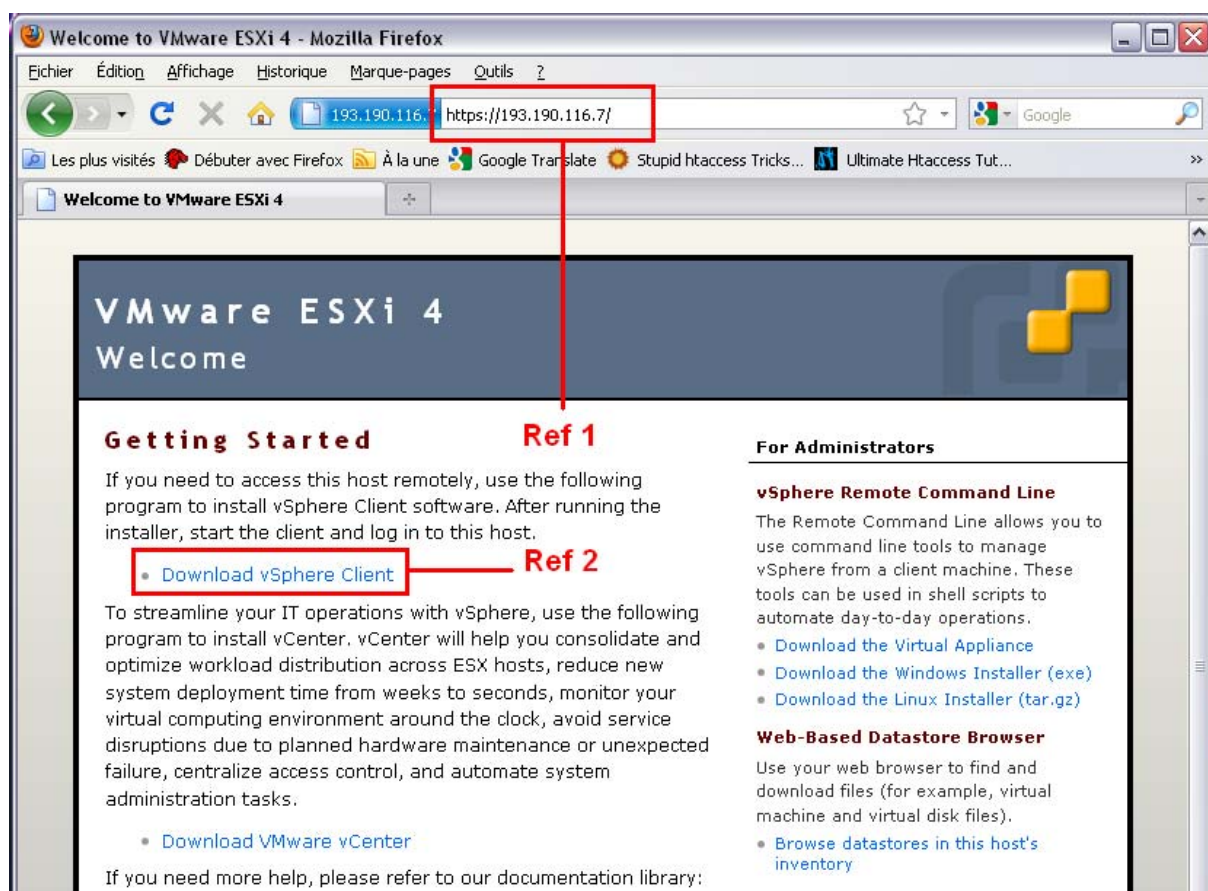 Welcome to VMware ESXi 4 - Mozilla Firefox
Fichier Édition Affichage Historique Marque-pages Outils ?
193.190.116. https://193.190.116.7/ Google
Les plus visités Débuter avec Firefox À la une Google Translate Stupid htaccess Tricks... Ultimate Htaccess Tut... »
Welcome to VMware ESXi 4
VMware ESXi 4
Welcome
Getting Started
Ref 1
If you need to access this host remotely, use the following
program to install vSphere Client software. After running the
installer, start the client and log in to this host.
• Download vSphere Client
Ref 2
To streamline your IT operations with vSphere, use the following
program to install vCenter. vCenter will help you consolidate and
optimize workload distribution across ESX hosts, reduce new
system deployment time from weeks to seconds, monitor your
virtual computing environment around the clock, avoid service
disruptions due to planned hardware maintenance or unexpected
failure, centralize access control, and automate system
administration tasks.
• Download VMware vCenter
If you need more help, please refer to our documentation library:
For Administrators
vSphere Remote Command Line
The Remote Command Line allows you to
use command line tools to manage
vSphere from a client machine. These
tools can be used in shell scripts to
automate day-to-day operations.
• Download the Virtual Appliance
• Download the Windows Installer (exe)
• Download the Linux Installer (tar.gz)
Web-Based Datastore Browser
Use your web browser to find and
download files (for example, virtual
machine and virtual disk files).
• Browse datastores in this host's
inventory